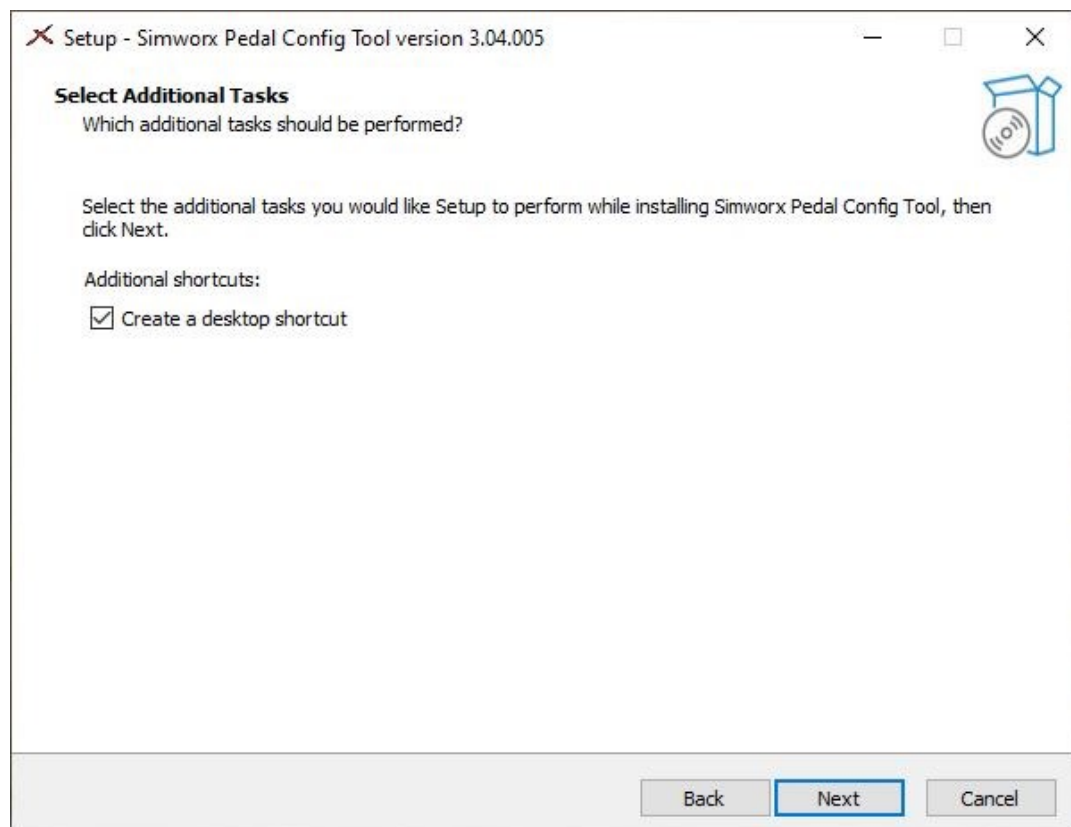 Setup - Simworx Pedal Config Tool version 3.04.005
Select Additional Tasks
Which additional tasks should be performed?
Select the additional tasks you would like Setup to perform while installing Simworx Pedal Config Tool, then
click Next.
Additional shortcuts:
Create a desktop shortcut
Back
Next
Cancel